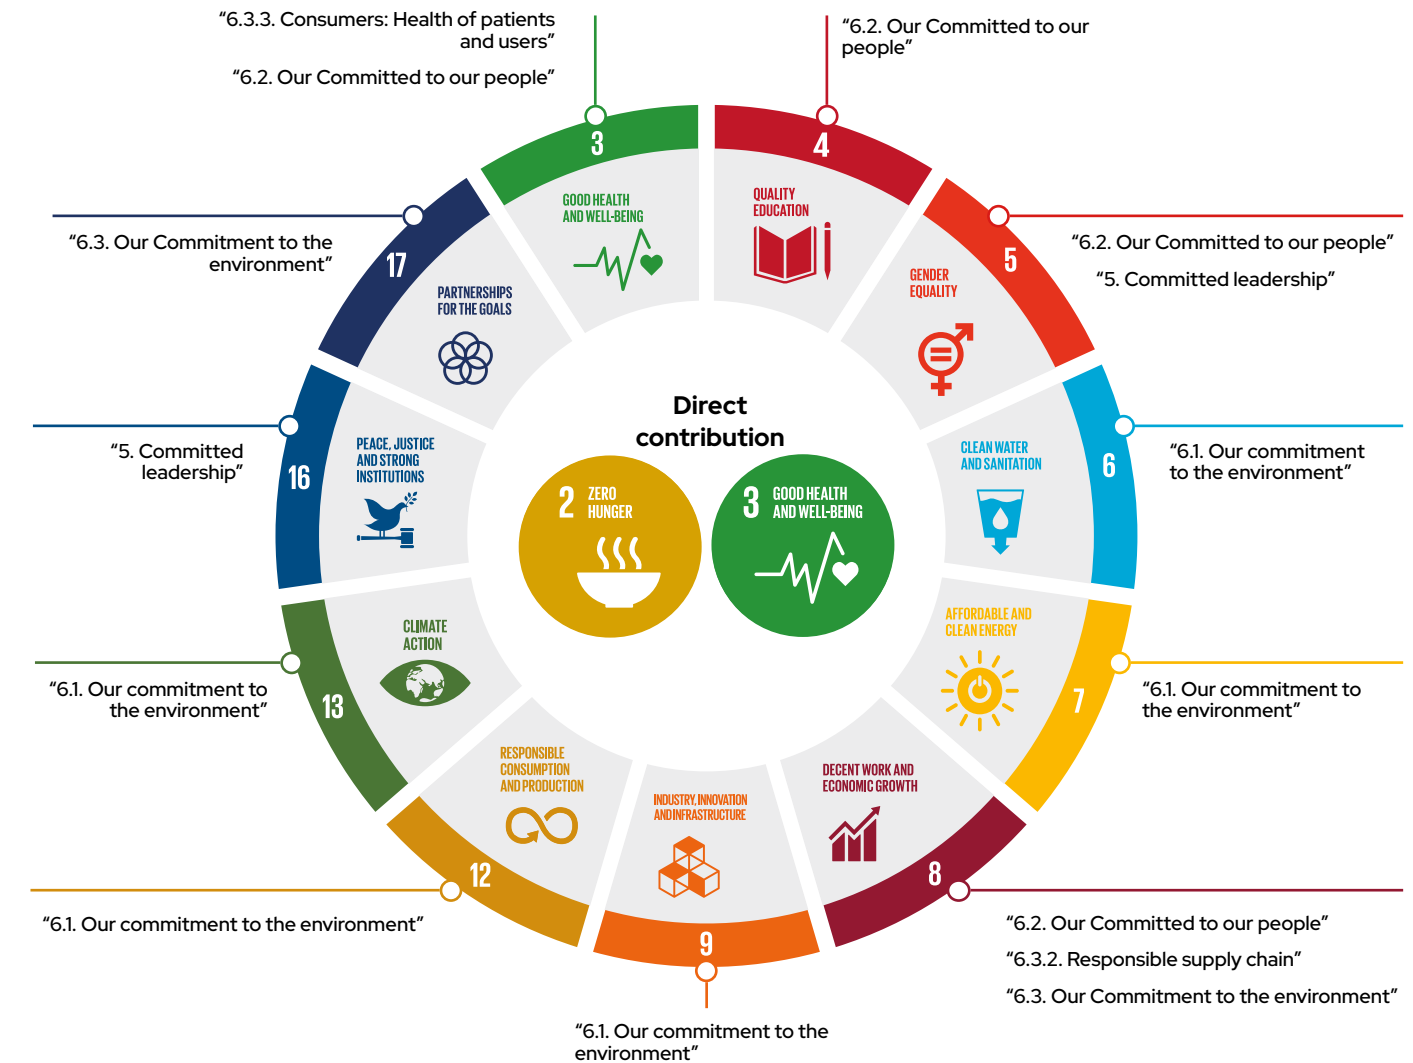 “6.3.3. Consumers: Health of patients
and users”
“6.2. Our Committed to our people”
“6.2. Our Committed to our
people”
3
4
GOOD HEALTH
AND WELL-BEING
QUALITY
EDUCATION
“6.3. Our Commitment to the
environment”
17
PARTNERSHIPS
FOR THE GOALS
5
GENDER
EQUALITY
“6.2. Our Committed to our people”
“5. Committed leadership”
Direct
contribution
2
ZERO
HUNGER
3
GOOD HEALTH
AND WELL-BEING
“5. Committed
leadership”
16
PEACE, JUSTICE
AND STRONG
INSTITUTIONS
CLEAN WATER
AND SANITATION
6
“6.1. Our commitment
to the environment”
“6.1. Our commitment to
the environment”
13
CLIMATE
ACTION
AFFORDABLE AND
CLEAN ENERGY
7
“6.1. Our commitment to
the environment”
RESPONSIBLE
CONSUMPTION
AND PRODUCTION
12
“6.1. Our commitment to the environment”
INDUSTRY, INNOVATION
AND INFRASTRUCTURE
9
“6.1. Our commitment to the
environment”
DECENT WORK AND
ECONOMIC GROWTH
8
“6.2. Our Committed to our people”
“6.3.2. Responsible supply chain”
“6.3. Our Commitment to the environment”